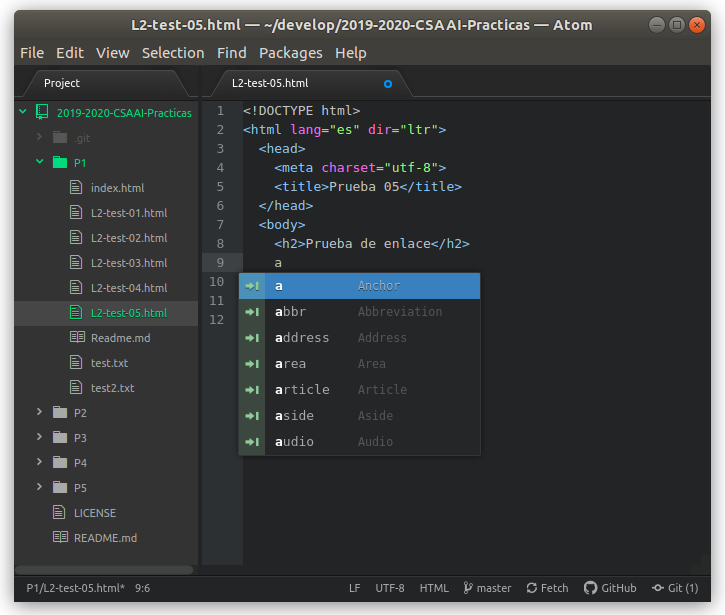 L2-test-05.html — ~/develop/2019-2020-CSAAI-Practicas — Atom
File Edit View Selection Find Packages Help
Project
2019-2020-CSAAI-Practicas
.git
P1
index.html
L2-test-01.html
L2-test-02.html
L2-test-03.html
L2-test-04.html
L2-test-05.html
Readme.md
test.txt
test2.txt
P2
P3
P4
P5
LICENSE
README.md
L2-test-05.html
1 <!DOCTYPE html>
2 <html lang="es" dir="ltr">
3 <head>
4 <meta charset="utf-8">
5 <title>Prueba 05</title>
6 </head>
7 <body>
8 <h2>Prueba de enlace</h2>
9 a
10
11
12
a Anchor
abbr Abbreviation
address Address
area Area
article Article
aside Aside
audio Audio
P1/L2-test-05.html* 9:6 LF UTF-8 HTML master Fetch GitHub Git (1)